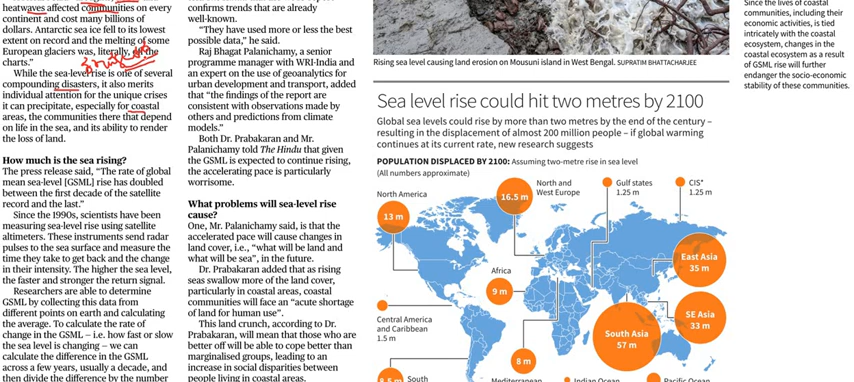 heatwaves affected communities on every
continent and cost many billions of
dollars. Antarctic sea ice fell to its lowest
extent on record and the melting of some
European glaciers was, literally, off the
charts."
While the sea-level rise is one of several
compounding disasters, it also merits
individual attention for the unique crises
it can precipitate, especially for coastal
areas, the communities there that depend
on life in the sea, and its ability to render
the loss of land.
How much is the sea rising?
The press release, said, "The rate of global
mean sea-level [GSML] rise has doubled
between the first decade of the satellite
record and the last."
Since the 1990s, scientists have been
measuring sea-level rise using satellite
altimeters. These instruments send radar
pulses to the sea surface and measure the
time they take to get back and the change
in their intensity. The higher the sea level,
the faster and stronger the return signal.
Researchers are able to determine
GSML by collecting this data from
different points on earth and calculating
the average. To calculate the rate of
change in the GSML – i.e. how fast or slow
the sea level is changing – we can
calculate the difference in the GSML
across a few years, usually a decade, and
then divide the difference by the number
confirms trends that are already
well-known.
"They have used more or less the best
possible data," he said.
Raj Bhagat Palanichamy, a senior
programme manager with WRI-India and
an expert on the use of geoanalytics for
urban development and transport, added
that "the findings of the report are
consistent with observations made by
others and predictions from climate
models."
Both Dr. Prabakaran and Mr.
Palanichamy told The Hindu that given
the GSML is expected to continue rising,
the accelerating pace is particularly
worrisome.
What problems will sea-level rise
cause?
One, Mr. Palanichamy said, is that the
accelerated pace will cause changes in
land cover, i.e., "what will be land and
what will be sea", in the future.
Dr. Prabakaran added that as rising
seas swallow more of the land cover,
particularly in coastal areas, coastal
communities will face an "acute shortage
of land for human use".
This land crunch, according to Dr.
Prabakaran, will mean that those who are
better off will be able to cope better than
marginalised groups, leading to an
increase in social disparities between
people living in coastal areas.
Rising sea level causing land erosion on Mousuni island in West Bengal. SUPRATIM BHATTACHARJEE
Since the lives of coastal
communities, including their
economic activities, is tied
intricately with the coastal
ecosystem, changes in the
coastal ecosystem as a result
of GSML rise will further
endanger the socio-economic
stability of these communities.
Sea level rise could hit two metres by 2100
Global sea levels could rise by more than two metres by the end of the century –
resulting in the displacement of almost 200 million people – if global warming
continues at its current rate, new research suggests
POPULATION DISPLACED BY 2100: Assuming two-metre rise in sea level
(All numbers approximate)
North America
13 m
16.5 m
North and
West Europe
Gulf states
1.25 m
CIS*
1.25 m
East Asia
35 m
Africa
9 m
Central America
and Caribbean
1.5 m
SE Asia
33 m
South Asia
57 m
8 m
South
Mediterranean
Indian Ocean
Pacific Ocean